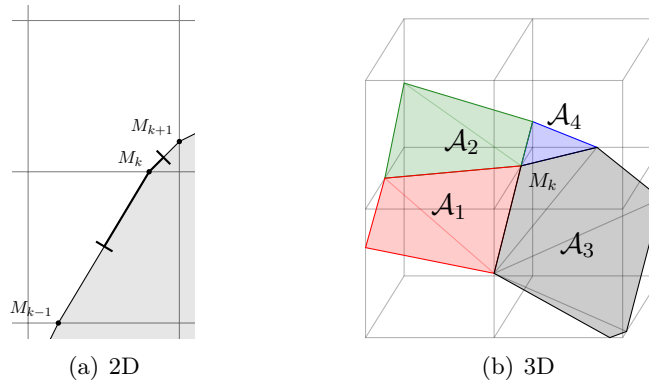 M_{k+1}
M_k
M_{k-1}
(a) 2D
A_4
A_2
M_k
A_1
A_3
(b) 3D